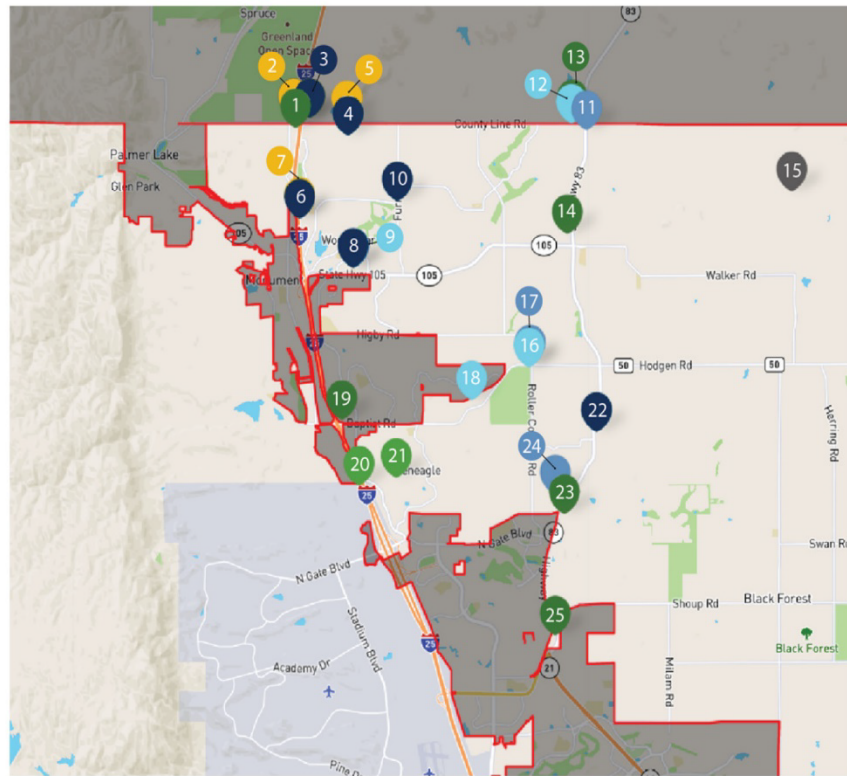 Spruce
83
Greenland
Open Space
3
13
2
25
5
12
1
4
11
County Line Rd
Palmer Lake
7
15
10
Glen Park
6
14
105
25
8
9
105
State Hwy 105
105
Walker Rd
Monument
17
Higby Rd
25
16
50
Hodgen Rd
50
18
19
22
Roller
Herring Rd
Baptist Rd
24
21
20
25
23
N Gate Blvd
83
Swan Rd
N Gate Blvd
Highway
Stadium Blvd
25
Shoup Rd
Black Forest
25
Black Forest
Academy Dr
21
Milam Rd
Pine